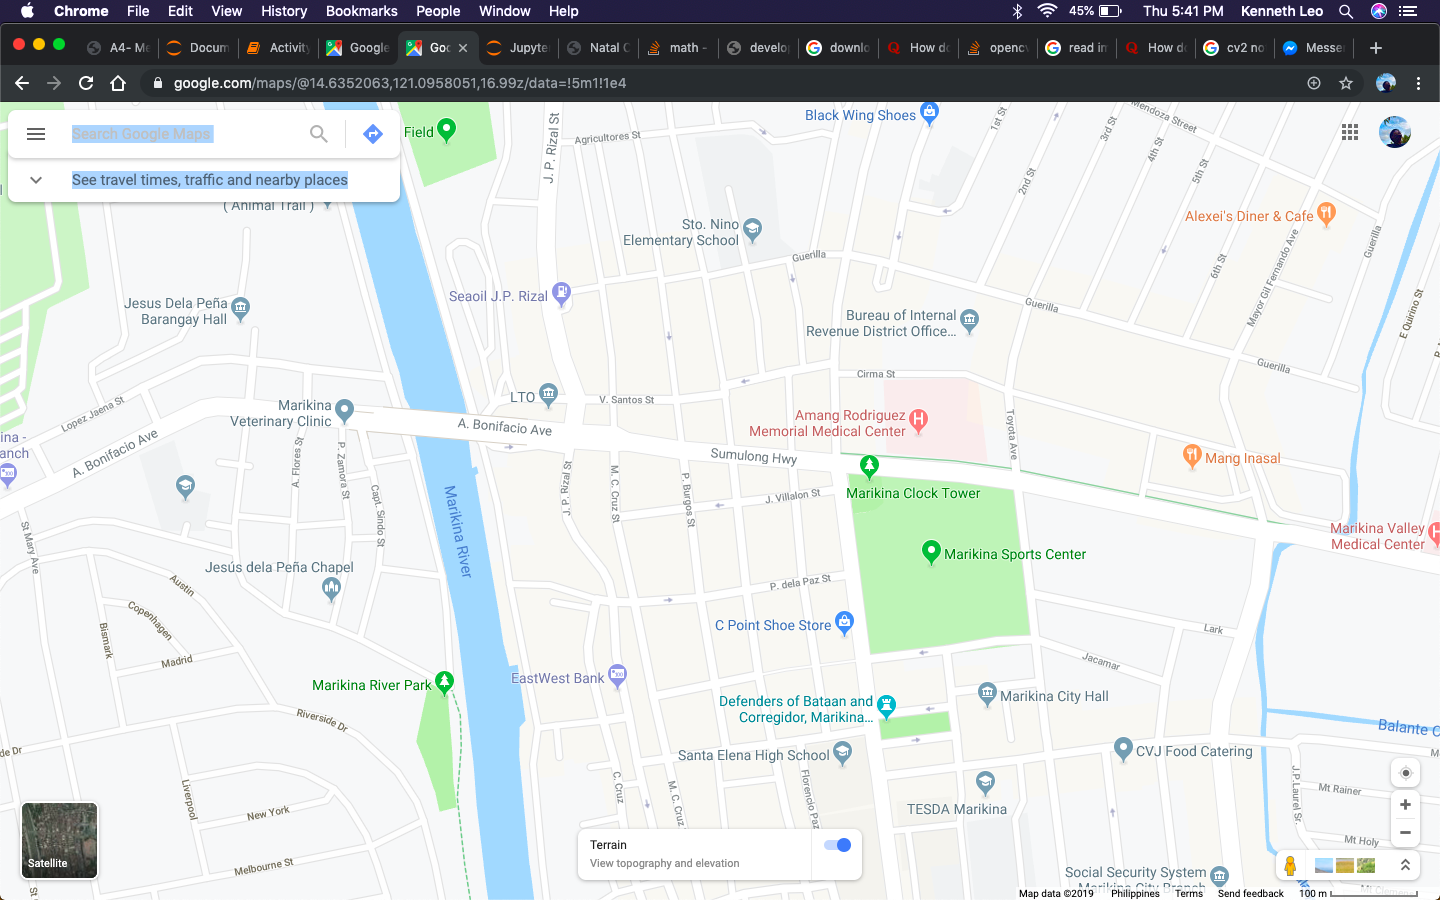 Chrome File Edit View History Bookmarks People Window Help 45% Thu 5:41 PM Kenneth Leo
A4- Me Docum Activity Google Goo Jupyte Natal C math - develop downlo How do opencv read im How do cv2 no Messen
google.com/maps/@14.6352063,121.0958051,16.99z/data=!5m1!1e4
Search Google Maps
See travel times, traffic and nearby places
( Animal Trail )
Field
J. P. Rizal St
Agricultores St
Black Wing Shoes
1st St
2nd St
3rd St
4th St
5th St
6th St
Mendoza Street
Alexei's Diner & Cafe
Mayor Gil Fernando Ave
Guerilla
E Quirino St
Sto. Nino
Elementary School
Guerilla
Guerilla
Guerilla
Seaoil J.P. Rizal
Jesus Dela Peña
Barangay Hall
Bureau of Internal
Revenue District Office...
Cirma St
LTO
V. Santos St
Marikina
Veterinary Clinic
Lopez Jaena St
A. Bonifacio Ave
A. Bonifacio Ave
Amang Rodriguez
Memorial Medical Center
Toyota Ave
Mang Inasal
ina -
anch
Sumulong Hwy
Marikina Clock Tower
A. Flores St
P. Zamora St
Capt. Sindo St
J. P. Rizal St
M. C. Cruz St
P. Burgos St
J. Villalon St
Marikina River
Marikina Valley
Medical Center
St Mary Ave
Marikina Sports Center
Jesús dela Peña Chapel
P. dela Paz St
Austin
Copenhagen
Bismark
Madrid
C Point Shoe Store
Lark
Jacamar
Marikina River Park
EastWest Bank
Riverside Dr
Marikina City Hall
Defenders of Bataan and
Corregidor, Marikina...
Balante C
de Dr
Santa Elena High School
CVJ Food Catering
Liverpool
New York
Melbourne St
C. Cruz
M. C. Cruz
Florencio Paz
TESDA Marikina
J.P Laurel Sr.
Mt Rainer
Mt Holy
Mt Clemens
Satellite
Terrain
View topography and elevation
Social Security System
Marikina City Branch
Map data ©2019 Philippines Terms Send feedback 100 m